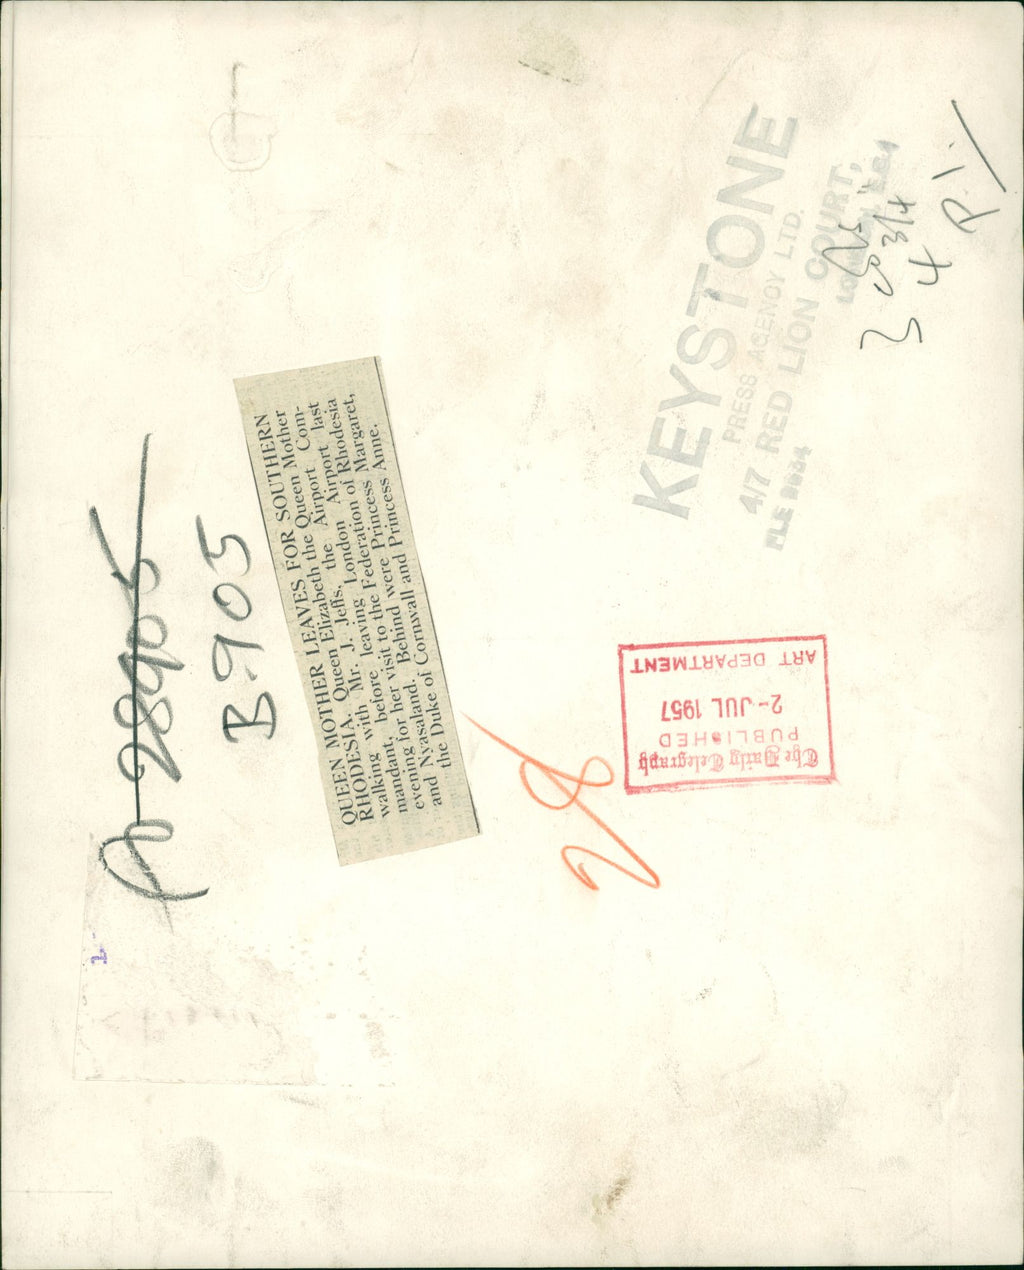 KEYSTONE
PRESS AGENCY LTD.
4/7 RED LION COURT,
LONDON, E.C.4
QUEEN MOTHER LEAVES FOR SOUTHERN
RHODESIA. Queen Elizabeth the Queen Mother
walking with Mr. J. Jeffs, the Airport Com-
mandant, before leaving London Airport last
evening for her visit to the Federation of Rhodesia
and Nyasaland. Behind were Princess Margaret,
the Duke of Cornwall and Princess Anne.
28905
B905
The Daily Telegraph
PUBLISHED
2-JUL 1957
ART DEPARTMENT